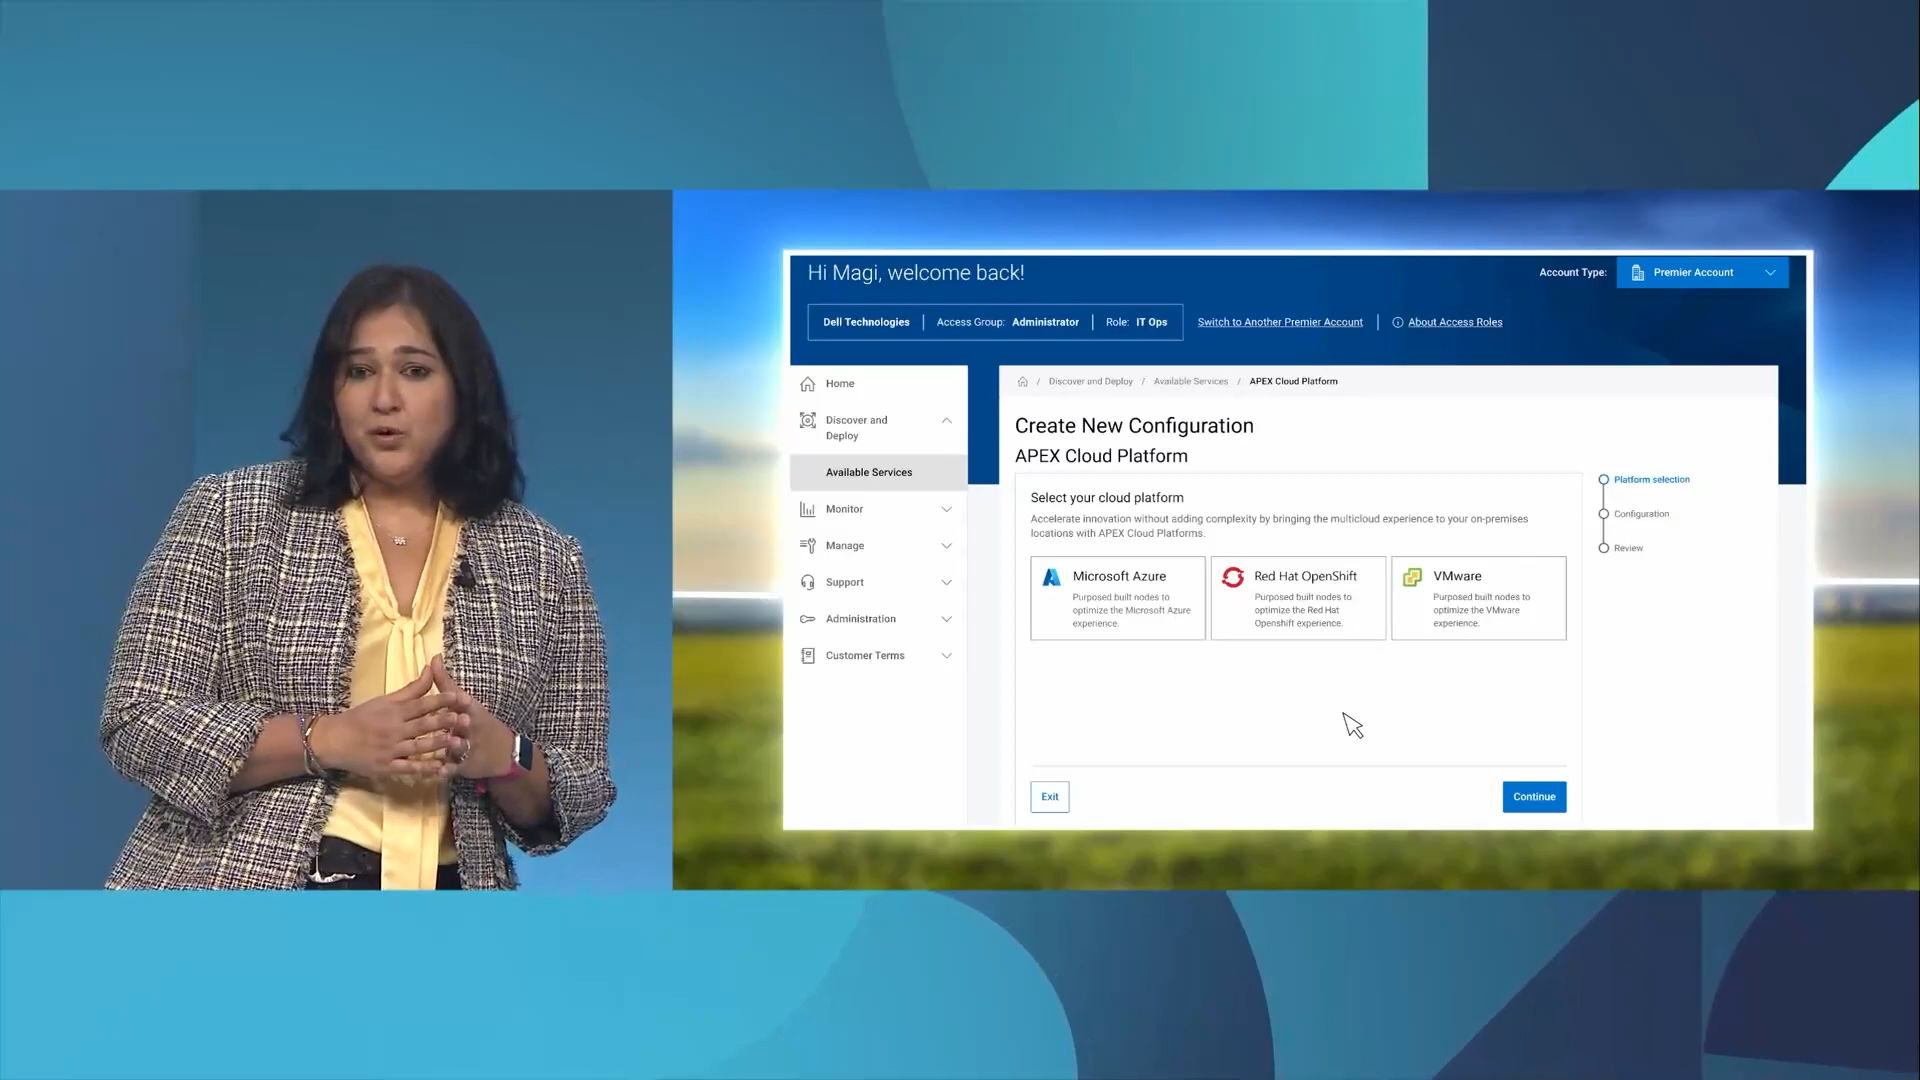 Hi Magi, welcome back!
Account Type: Premier Account
Dell Technologies Access Group: Administrator Role: IT Ops Switch to Another Premier Account About Access Roles
Home
Discover and
Deploy
Available Services
Monitor
Manage
Support
Administration
Customer Terms
/ Discover and Deploy / Available Services / APEX Cloud Platform
Create New Configuration
APEX Cloud Platform
Select your cloud platform
Accelerate innovation without adding complexity by bringing the multicloud experience to your on-premises
locations with APEX Cloud Platforms.
Microsoft Azure
Purposed built nodes to
optimize the Microsoft Azure
experience.
Red Hat OpenShift
Purposed built nodes to
optimize the Red Hat
Openshift experience.
VMware
Purposed built nodes to
optimize the VMware
experience.
Exit
Continue
Platform selection
Configuration
Review